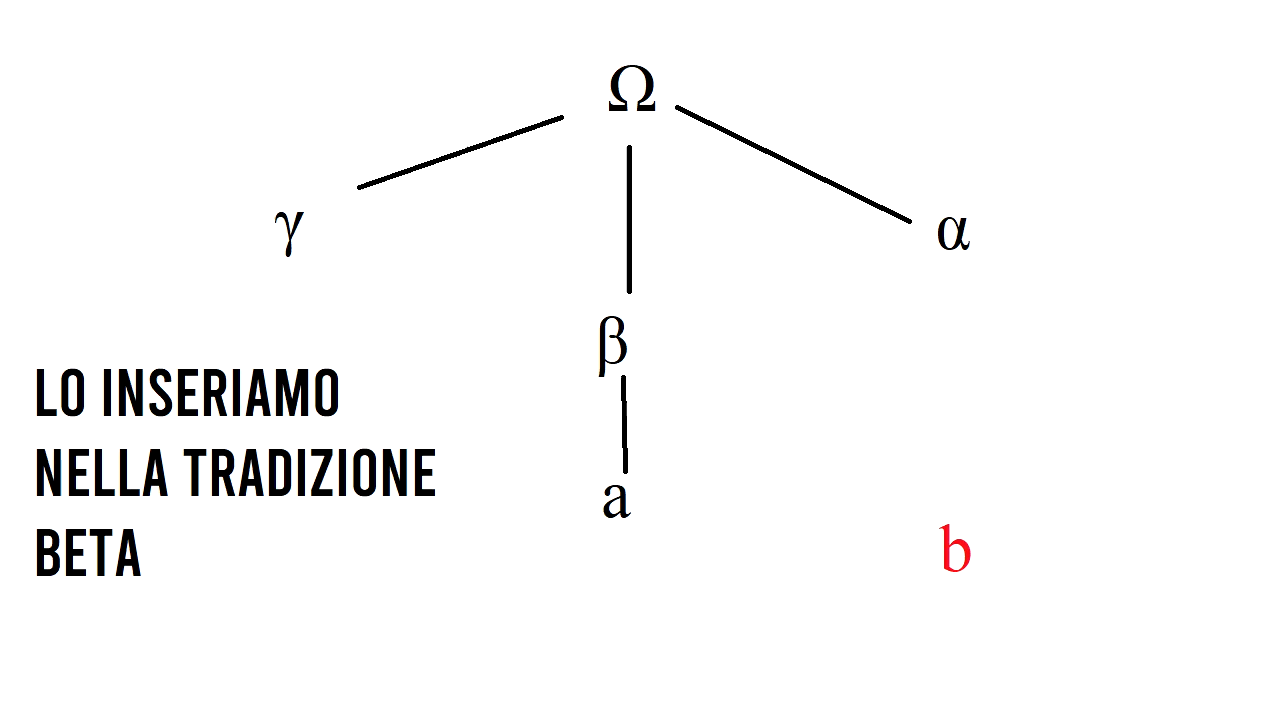 Ω
γ
α
β
LO INSERIAMO
NELLA TRADIZIONE
BETA
a
b